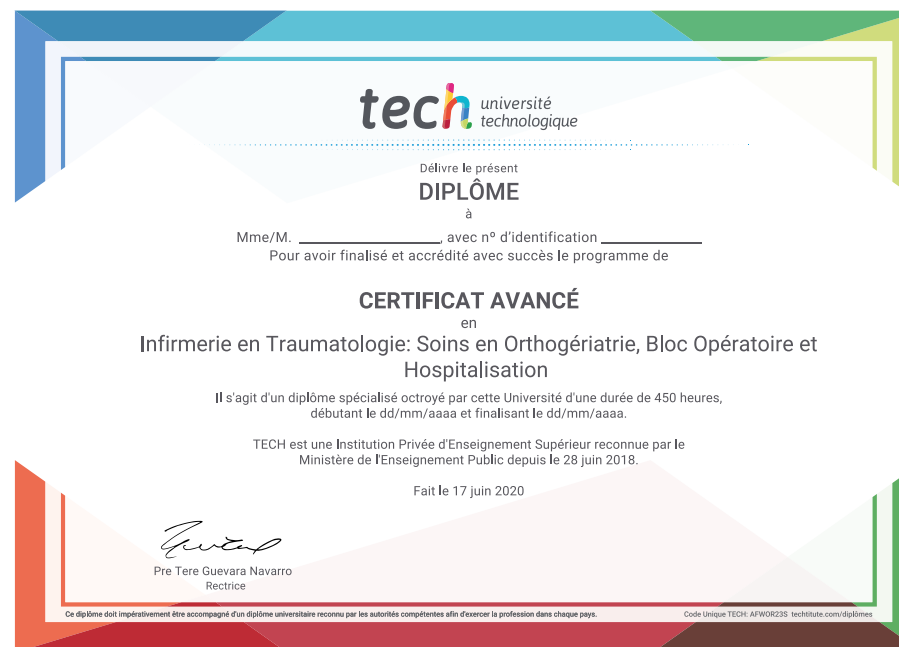 tech université
technologique
Délivre le présent
DIPLÔME
à
Mme/M. ____________________, avec nº d'identification ______________
Pour avoir finalisé et accrédité avec succès le programme de
CERTIFICAT AVANCÉ
en
Infirmerie en Traumatologie: Soins en Orthogériatrie, Bloc Opératoire et
Hospitalisation
Il s'agit d'un diplôme spécialisé octroyé par cette Université d'une durée de 450 heures,
débutant le dd/mm/aaaa et finalisant le dd/mm/aaaa.
TECH est une Institution Privée d'Enseignement Supérieur reconnue par le
Ministère de l'Enseignement Public depuis le 28 juin 2018.
Fait le 17 juin 2020
Pre Tere Guevara Navarro
Rectrice
Ce diplôme doit impérativement être accompagné d'un diplôme universitaire reconnu par les autorités compétentes afin d'exercer la profession dans chaque pays.
Code Unique TECH: AFWOR23S techtitute.com/diplômes